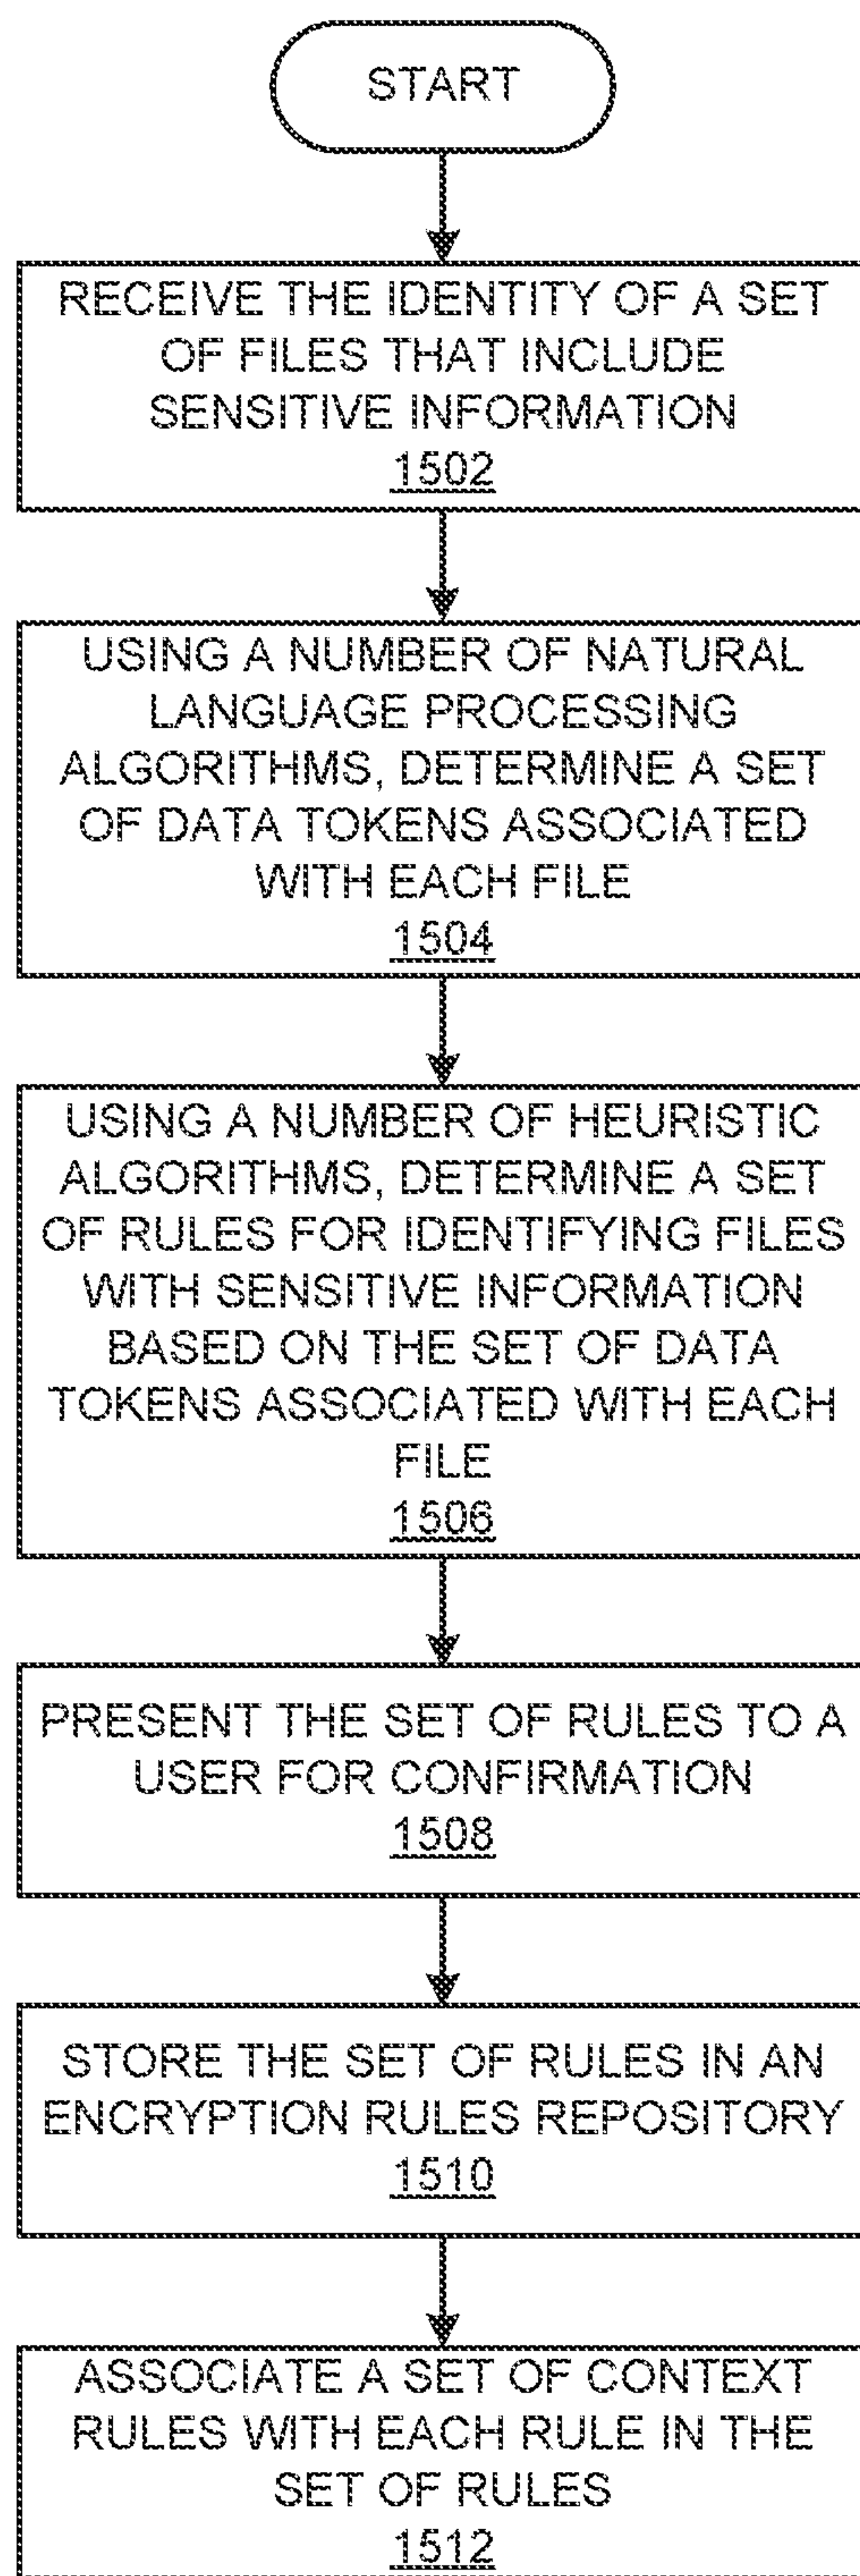 START
RECEIVE THE IDENTITY OF A SET
OF FILES THAT INCLUDE
SENSITIVE INFORMATION
1502
USING A NUMBER OF NATURAL
LANGUAGE PROCESSING
ALGORITHMS, DETERMINE A SET
OF DATA TOKENS ASSOCIATED
WITH EACH FILE
1504
USING A NUMBER OF HEURISTIC
ALGORITHMS, DETERMINE A SET
OF RULES FOR IDENTIFYING FILES
WITH SENSITIVE INFORMATION
BASED ON THE SET OF DATA
TOKENS ASSOCIATED WITH EACH
FILE
1506
PRESENT THE SET OF RULES TO A
USER FOR CONFIRMATION
1508
STORE THE SET OF RULES IN AN
ENCRYPTION RULES REPOSITORY
1510
ASSOCIATE A SET OF CONTEXT
RULES WITH EACH RULE IN THE
SET OF RULES
1512